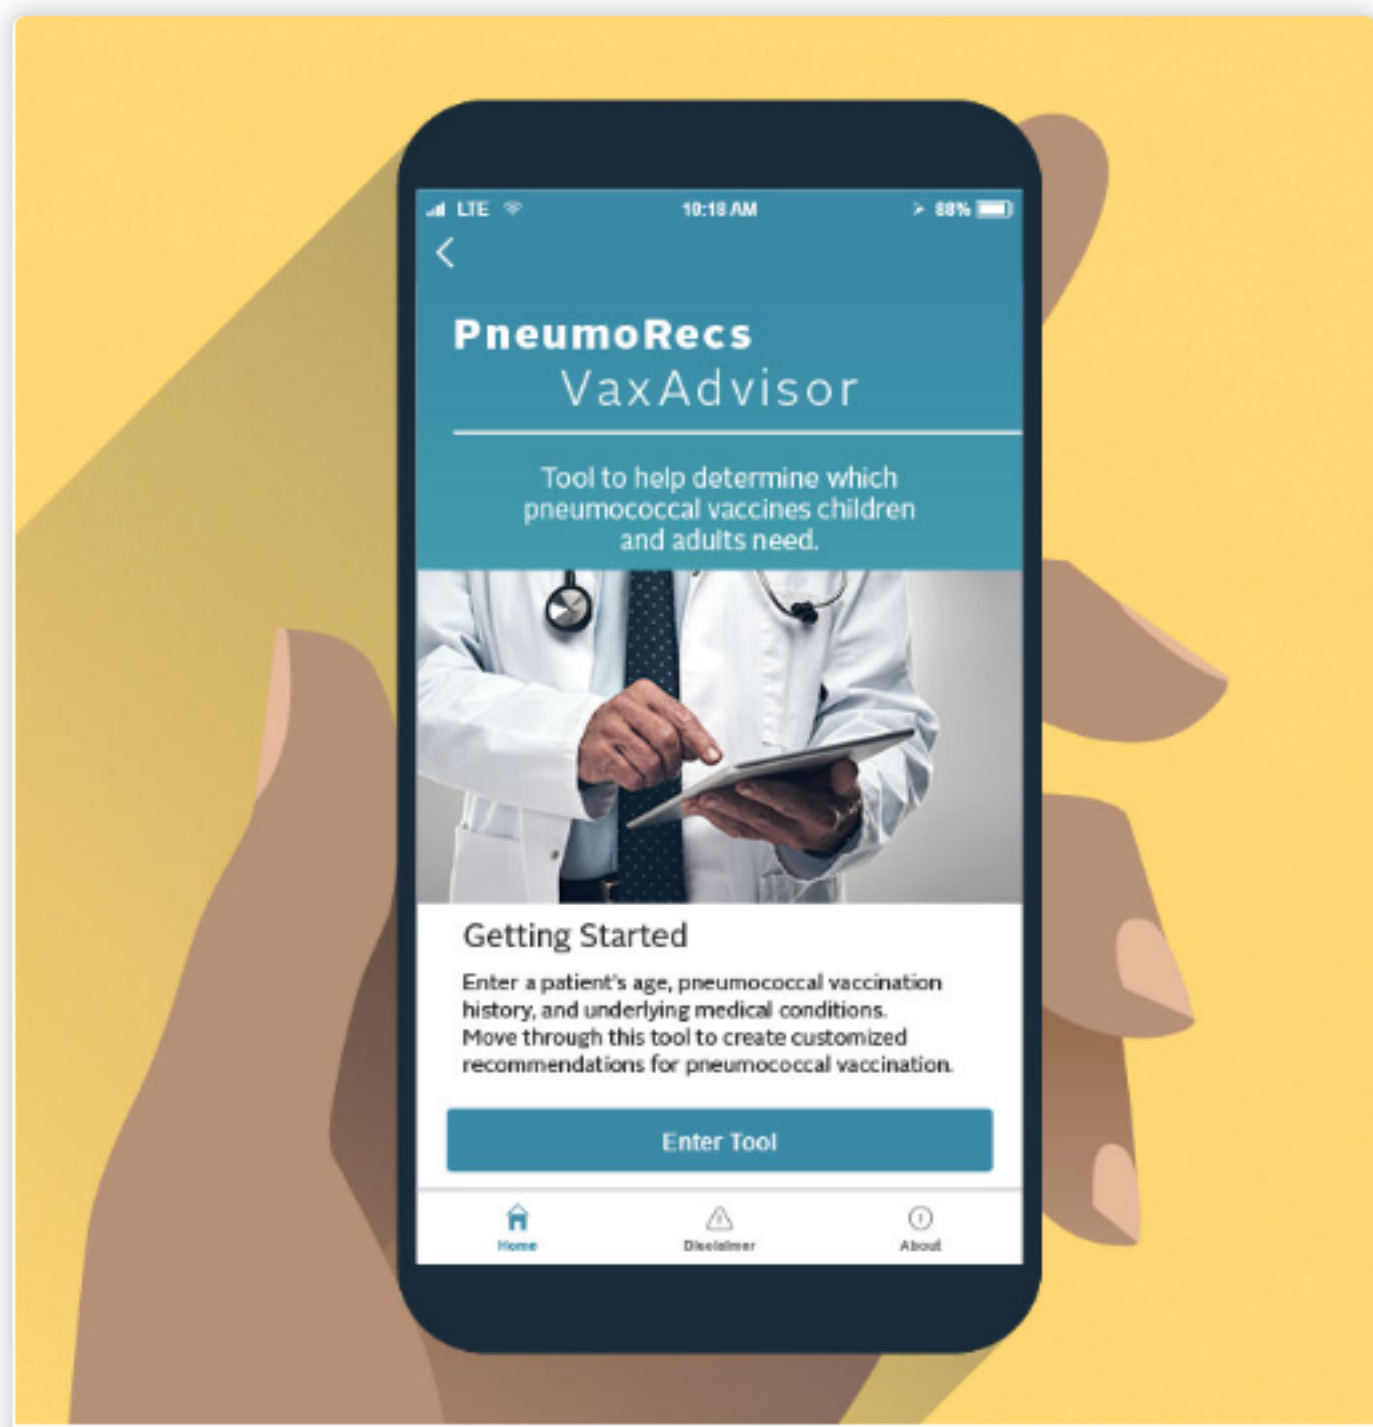 LTE 10:18 AM 88%
PneumoRecs
VaxAdvisor
Tool to help determine which
pneumococcal vaccines children
and adults need.
Getting Started
Enter a patient's age, pneumococcal vaccination
history, and underlying medical conditions.
Move through this tool to create customized
recommendations for pneumococcal vaccination.
Enter Tool
Home Disclaimer About